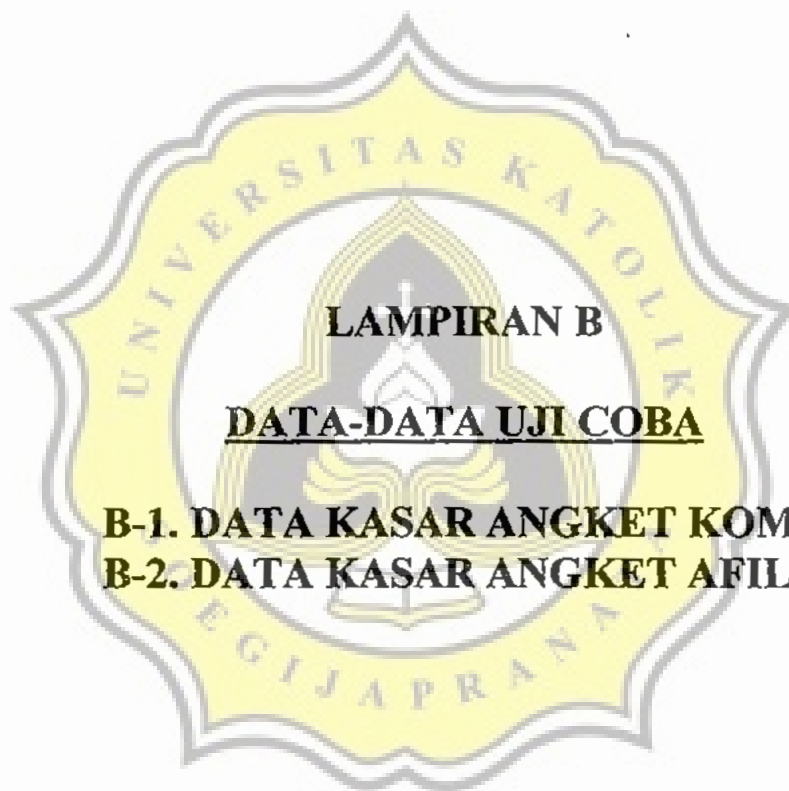 UNIVERSITAS KATOLIK
LAMPIRAN B
DATA-DATA UJI COBA
B-1. DATA KASAR ANGKET KOM
B-2. DATA KASAR ANGKET AFIL
EGIJAPRANA